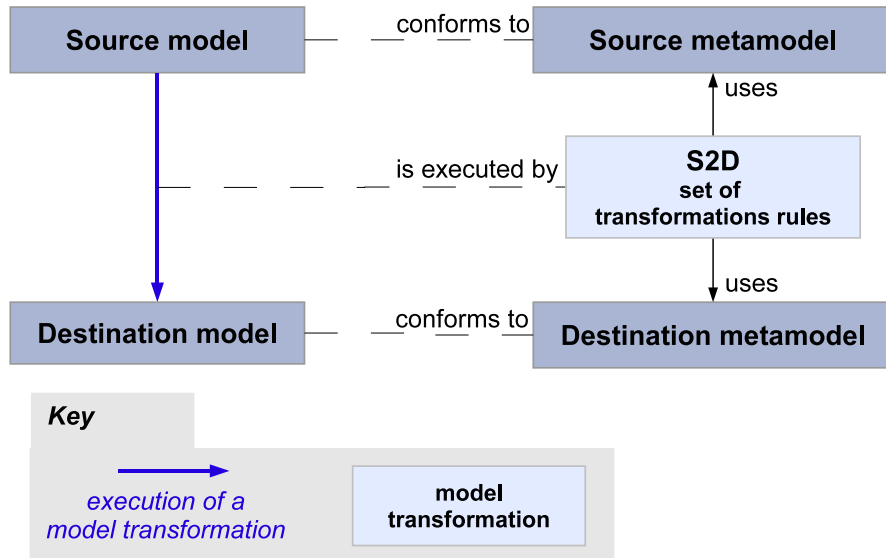 Source model
conforms to
Source metamodel
uses
is executed by
S2D
set of
transformations rules
uses
Destination model
conforms to
Destination metamodel
Key
execution of a
model transformation
model
transformation